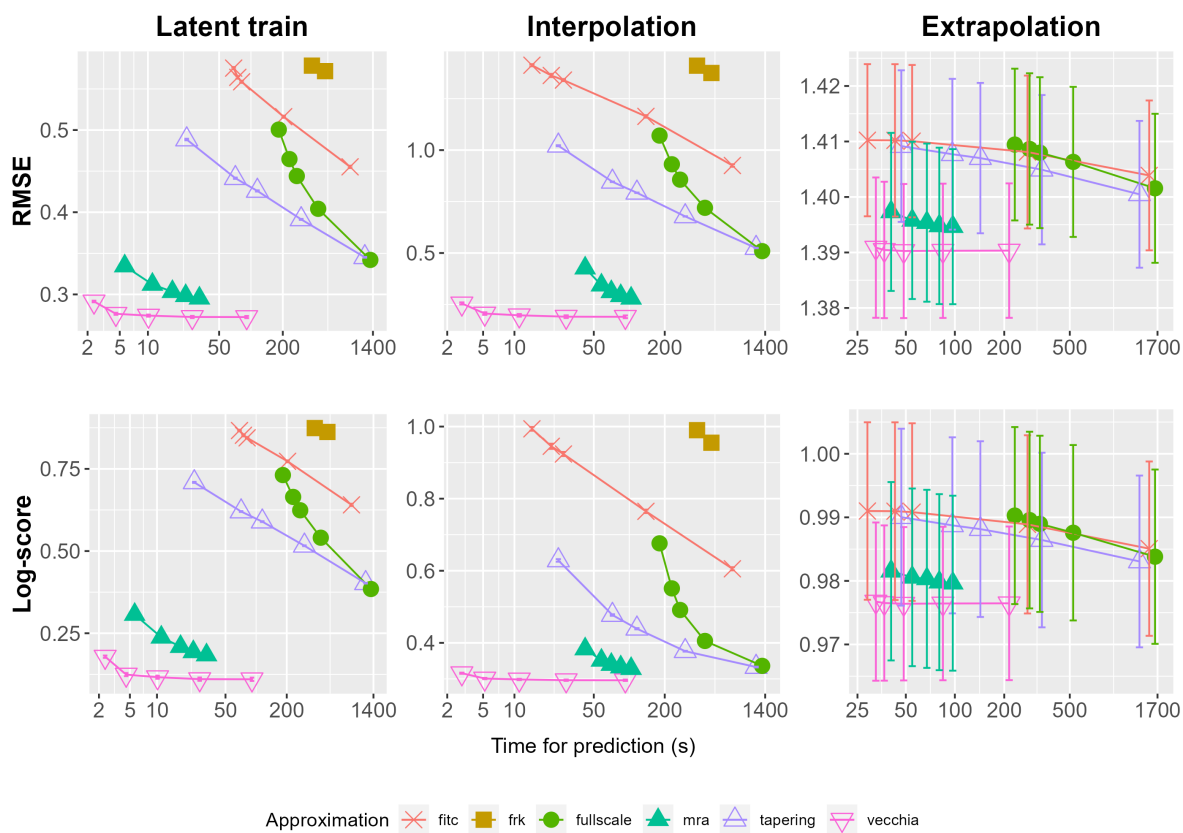 Latent train Interpolation Extrapolation
RMSE
0.5
0.4
0.3
2 5 10 50 200 1400
1.0
0.5
2 5 10 50 200 1400
1.42
1.41
1.40
1.39
1.38
25 50 100 200 500 1700
Log-score
0.75
0.50
0.25
2 5 10 50 200 1400
1.0
0.8
0.6
0.4
2 5 10 50 200 1400
1.00
0.99
0.98
0.97
25 50 100 200 500 1700
Time for prediction (s)
Approximation fitc frk fullscale mra tapering vecchia